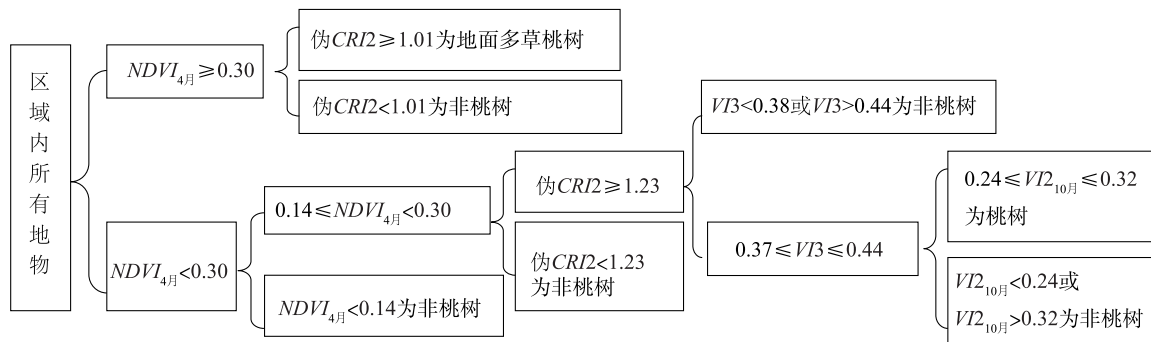 区域内所有地物
NDVI4月≥0.30
伪CRI2≥1.01为地面多草桃树
伪CRI2<1.01为非桃树
NDVI4月<0.30
0.14≤NDVI4月<0.30
NDVI4月<0.14为非桃树
伪CRI2≥1.23
伪CRI2<1.23
为非桃树
VI3<0.38或VI3>0.44为非桃树
0.37≤VI3≤0.44
0.24≤VI210月≤0.32
为桃树
VI210月<0.24或
VI210月>0.32为非桃树